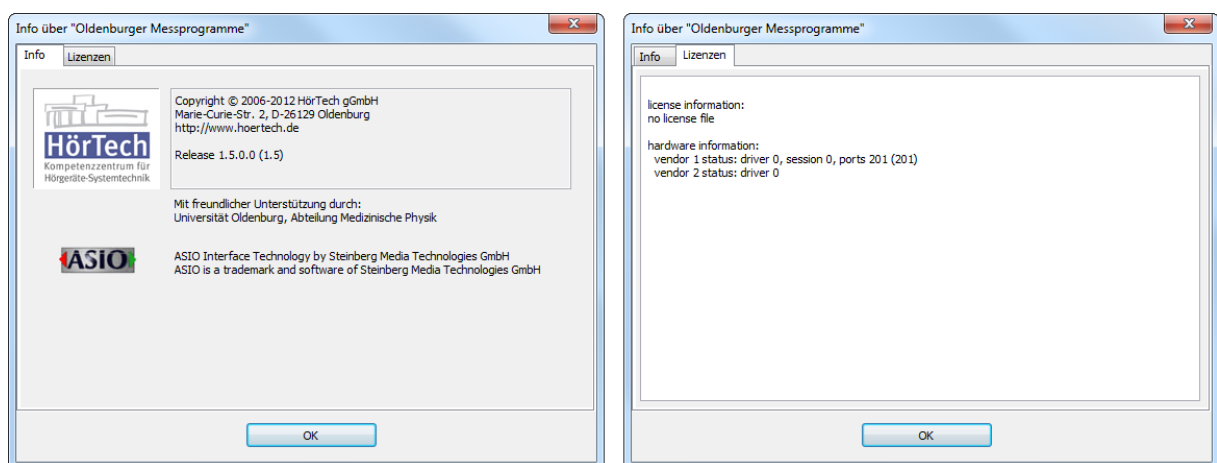 Info über "Oldenburger Messprogramme"
Info
Lizenzen
HörTech
Kompetenzzentrum für
Hörgeräte-Systemtechnik
Copyright © 2006-2012 HörTech gGmbH
Marie-Curie-Str. 2, D-26129 Oldenburg
http://www.hoertech.de
Release 1.5.0.0 (1.5)
Mit freundlicher Unterstützung durch:
Universität Oldenburg, Abteilung Medizinische Physik
ASIO
ASIO Interface Technology by Steinberg Media Technologies GmbH
ASIO is a trademark and software of Steinberg Media Technologies GmbH
OK
Info über "Oldenburger Messprogramme"
Info
Lizenzen
license information:
no license file
hardware information:
vendor 1 status: driver 0, session 0, ports 201 (201)
vendor 2 status: driver 0
OK